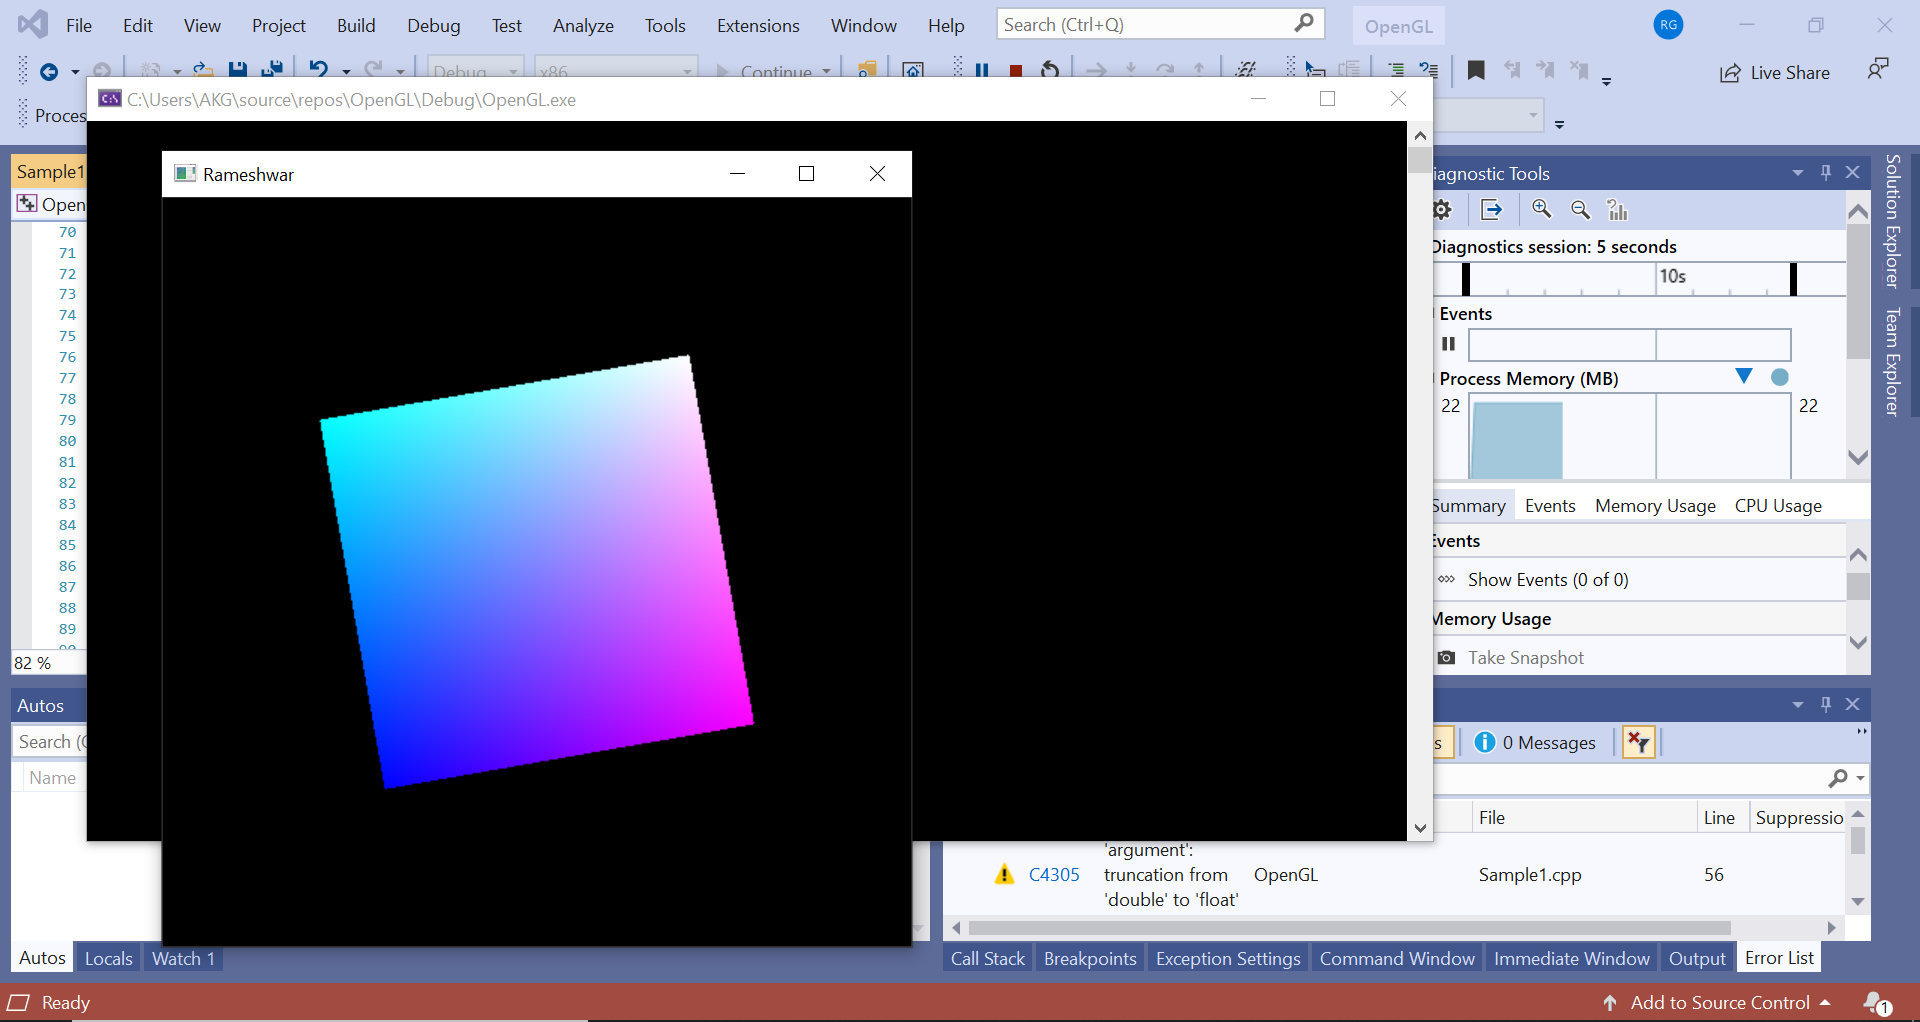 File Edit View Project Build Debug Test Analyze Tools Extensions Window Help Search (Ctrl+Q) OpenGL RG
Debug x86 Continue Live Share
C:\Users\AKG\source\repos\OpenGL\Debug\OpenGL.exe
Proces
Rameshwar
Sample1
Open
70
71
72
73
74
75
76
77
78
79
80
81
82
83
84
85
86
87
88
89
90
82 %
Autos
Search (C
Name
Autos Locals Watch 1
iagnostic Tools
Diagnostics session: 5 seconds
10s
Events
Process Memory (MB)
22 22
Summary Events Memory Usage CPU Usage
Events
Show Events (0 of 0)
Memory Usage
Take Snapshot
Solution Explorer
Team Explorer
s 0 Messages
File Line Suppressio
'argument':
C4305 truncation from OpenGL Sample1.cpp 56
'double' to 'float'
Call Stack Breakpoints Exception Settings Command Window Immediate Window Output Error List
Ready Add to Source Control 1